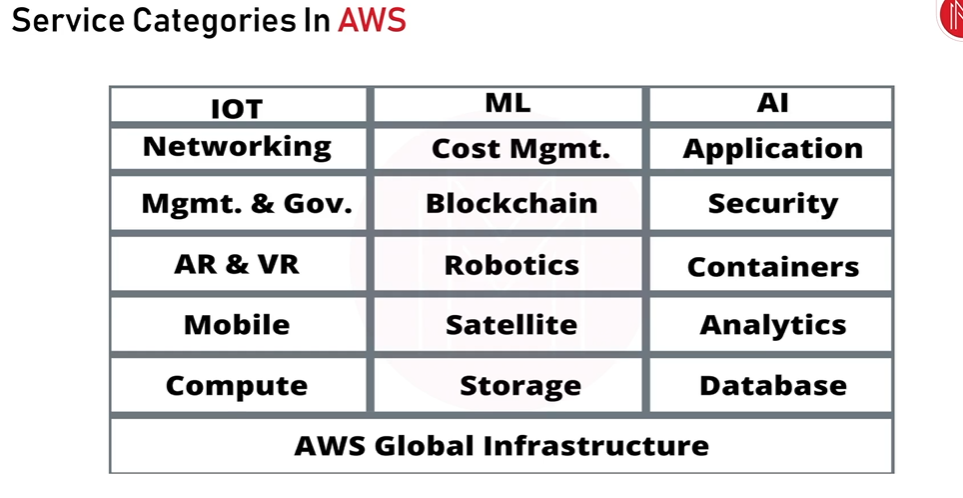 Service Categories In AWS
IOT ML AI
Networking Cost Mgmt. Application
Mgmt. & Gov. Blockchain Security
AR & VR Robotics Containers
Mobile Satellite Analytics
Compute Storage Database
AWS Global Infrastructure